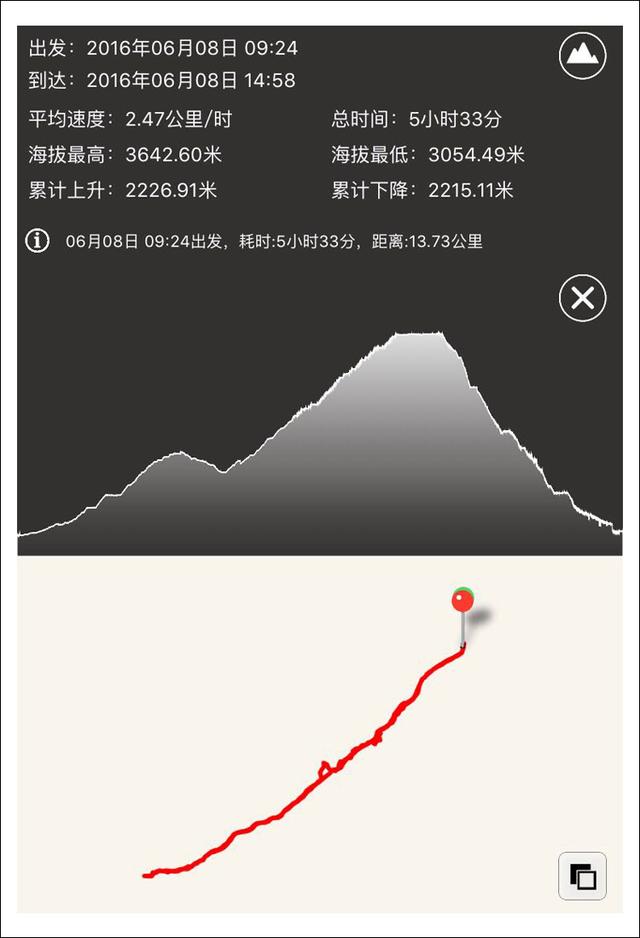 出发：2016年06月08日 09:24
到达：2016年06月08日 14:58
平均速度：2.47公里/时 总时间：5小时33分
海拔最高：3642.60米 海拔最低：3054.49米
累计上升：2226.91米 累计下降：2215.11米
06月08日 09:24出发，耗时:5小时33分，距离:13.73公里